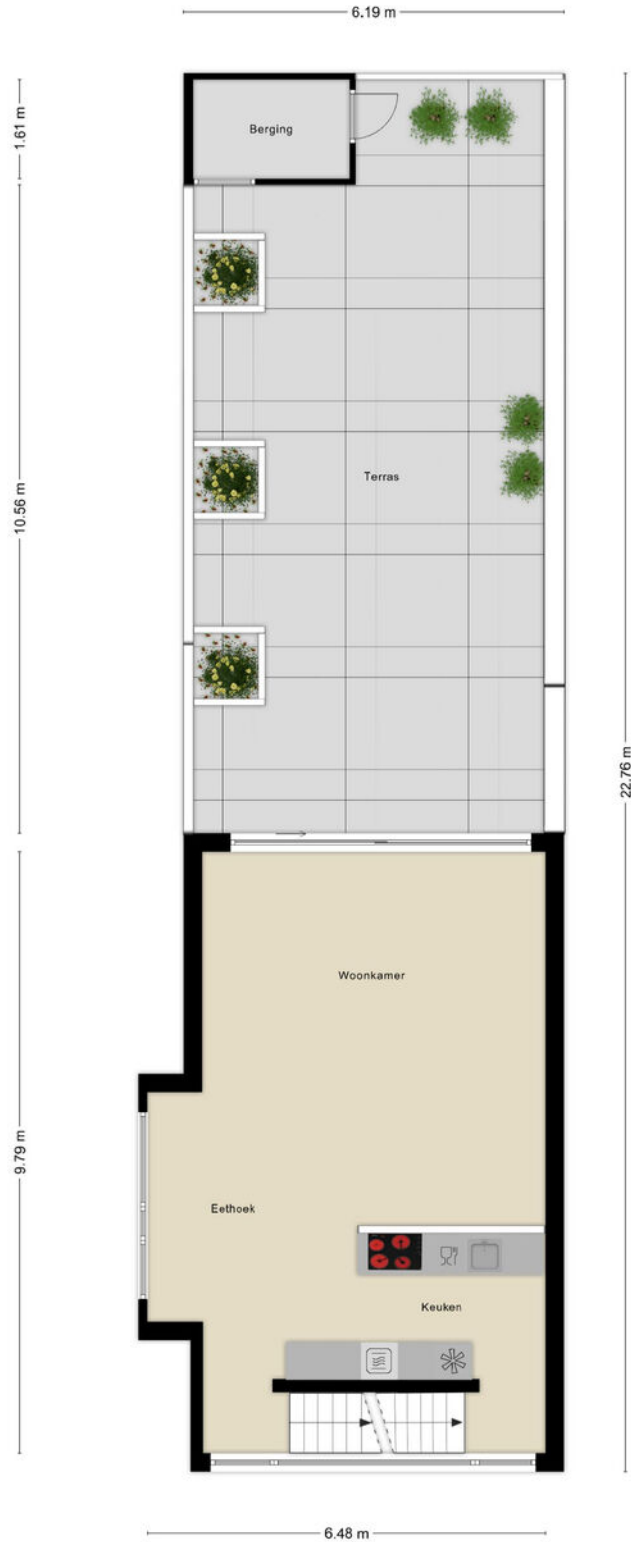 6.19 m
1.61 m
Berging
10.56 m
Terras
22.76 m
Woonkamer
9.79 m
Eethoek
Keuken
6.48 m